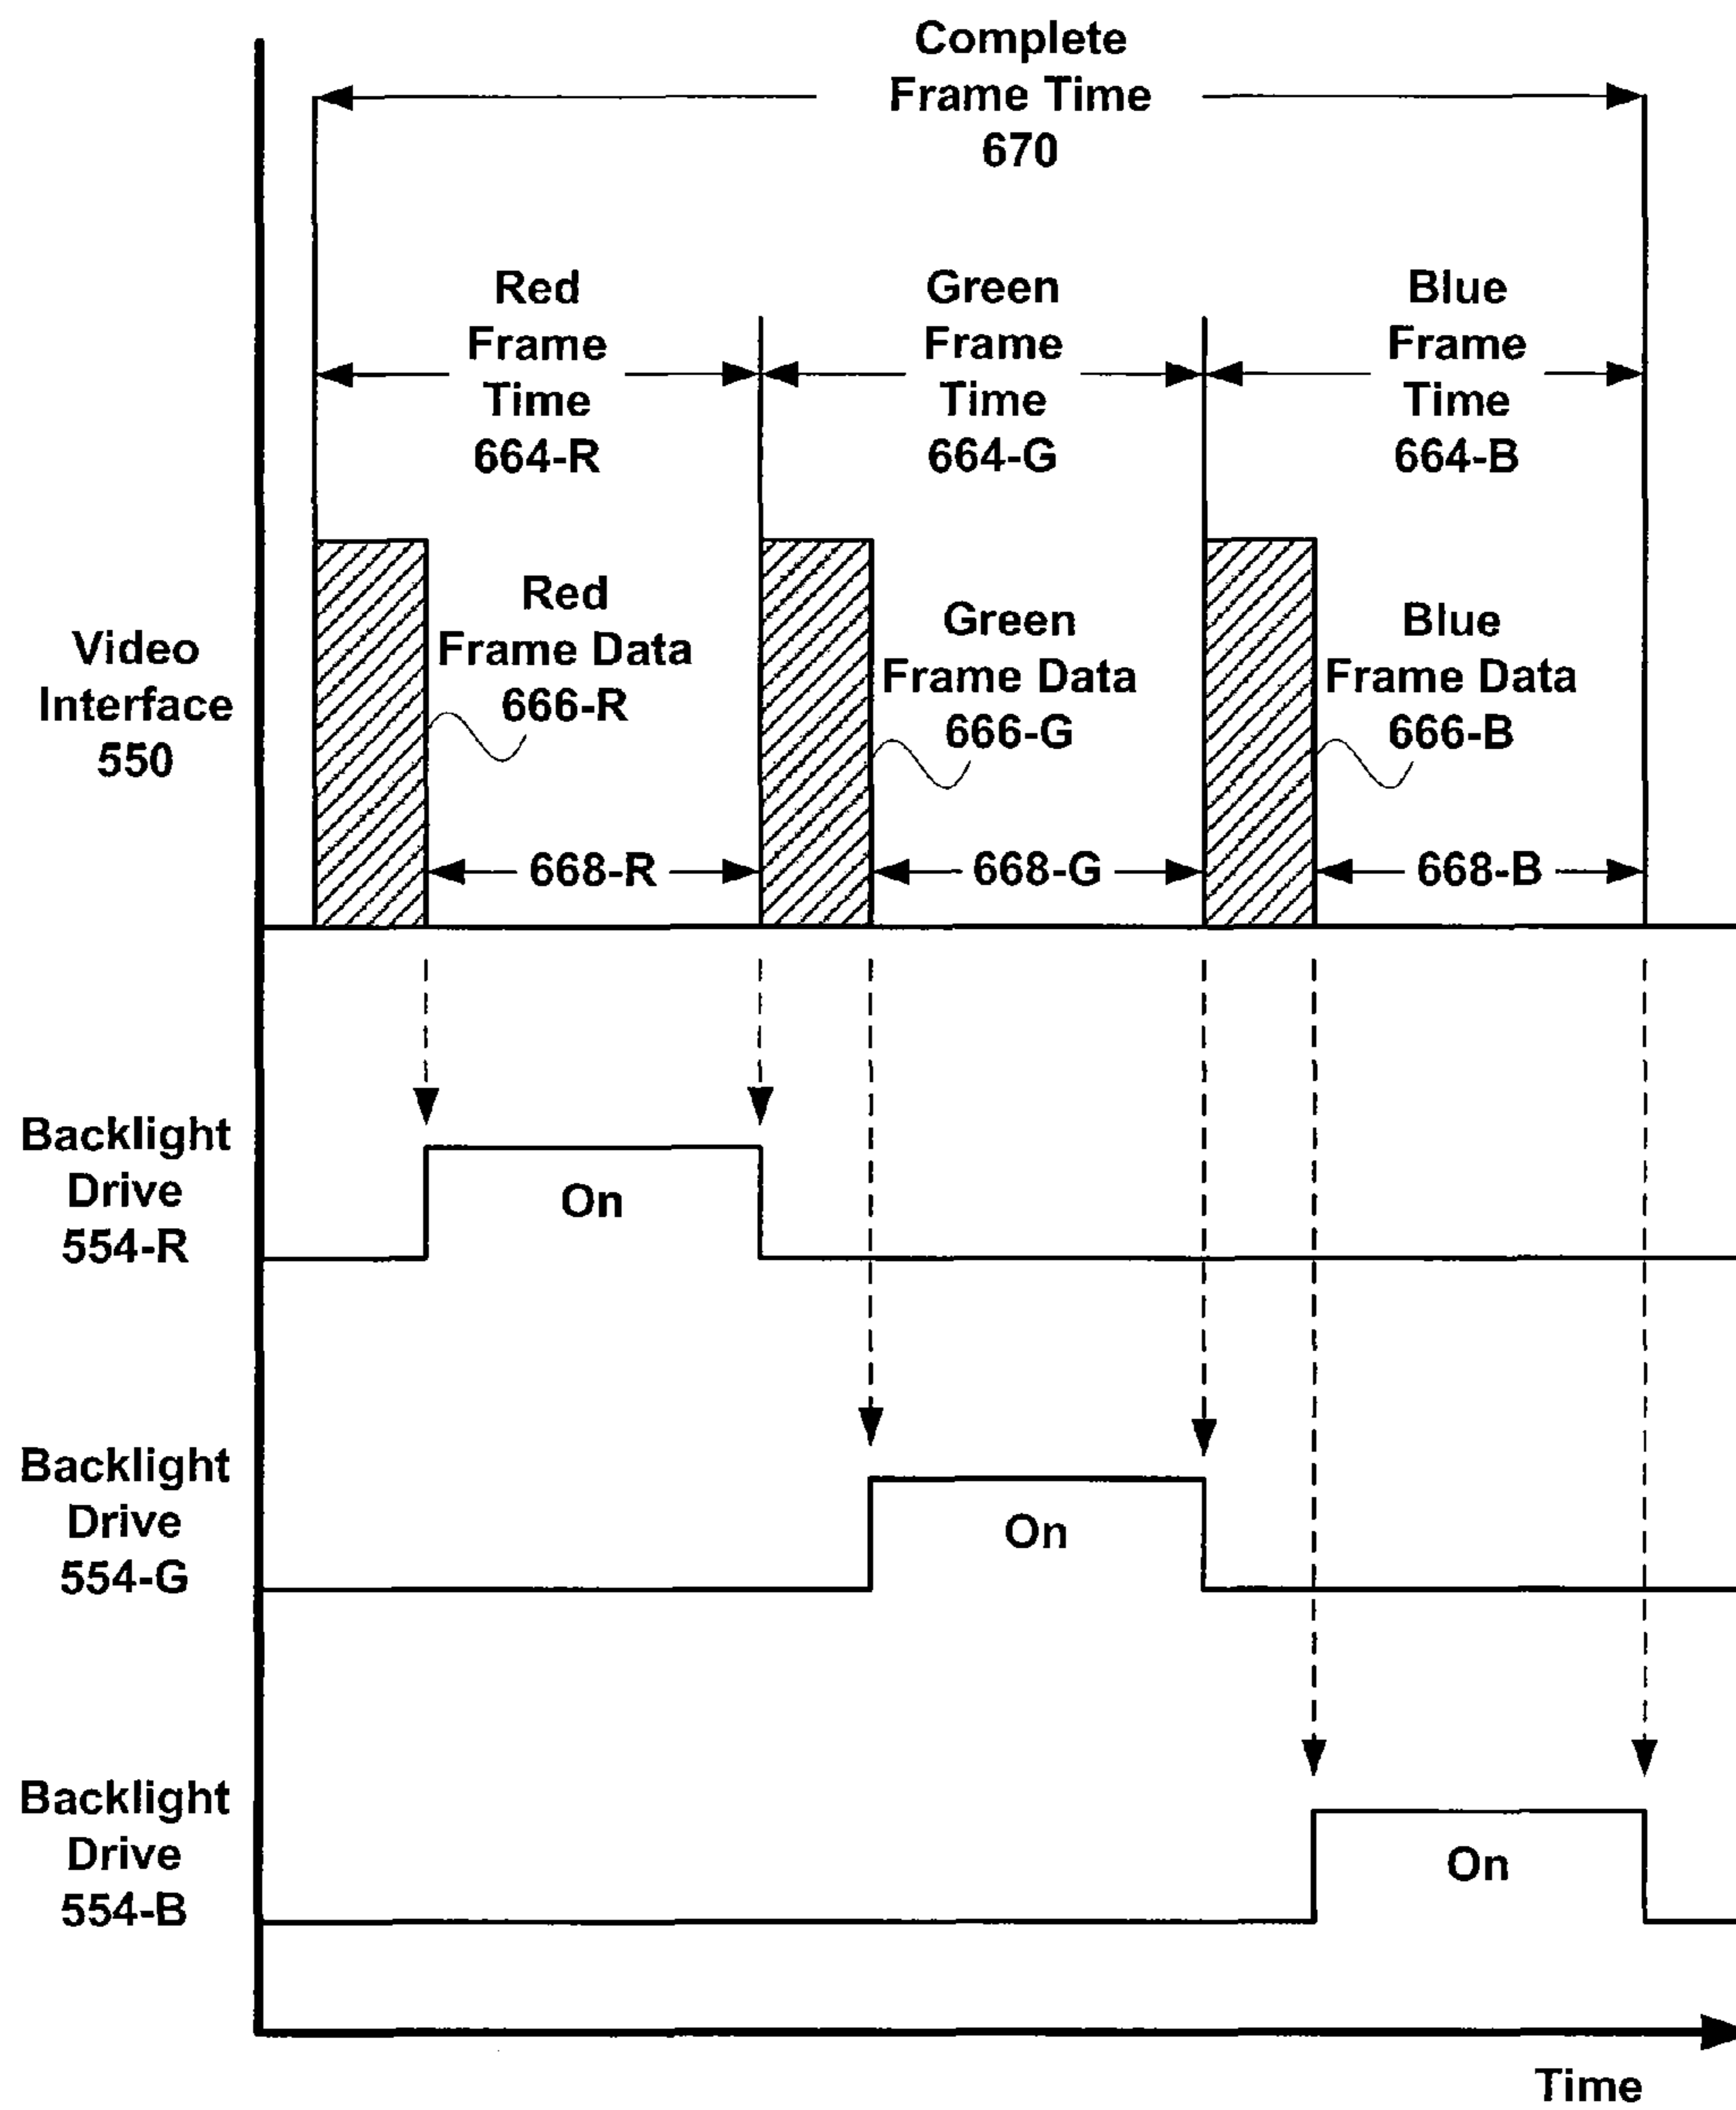 Complete
Frame Time
670
Red
Frame
Time
664-R
Green
Frame
Time
664-G
Blue
Frame
Time
664-B
Video
Interface
550
Red
Frame Data
666-R
Green
Frame Data
666-G
Blue
Frame Data
666-B
668-R
668-G
668-B
Backlight
Drive
554-R
On
Backlight
Drive
554-G
On
Backlight
Drive
554-B
On
Time